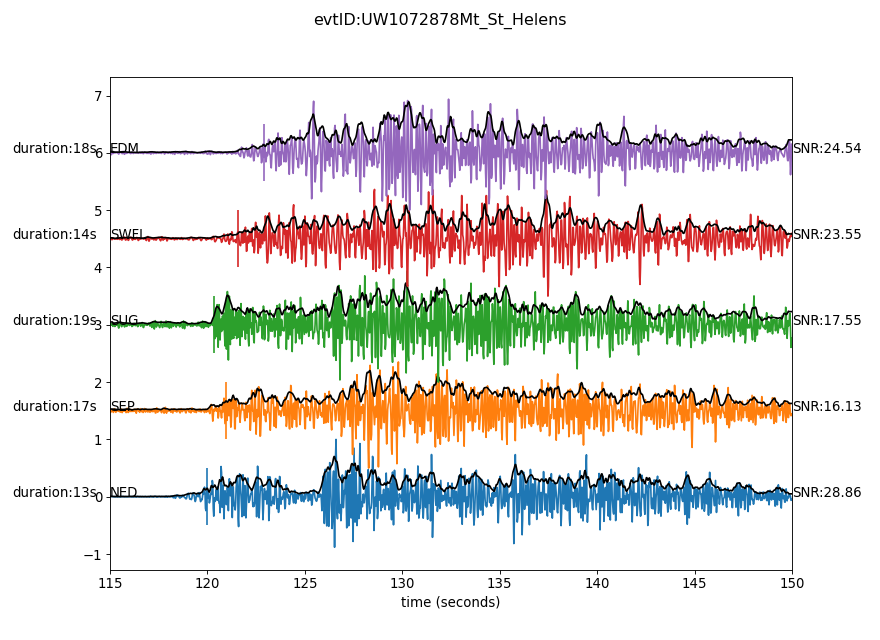 evtID:UW1072878Mt_St_Helens
7
duration:18s 6 EDM SNR:24.54
5
duration:14s SWFL SNR:23.55
4
duration:19s 3 SUG SNR:17.55
2
duration:17s SEP SNR:16.13
1
duration:13s 0 NED SNR:28.86
−1
115 120 125 130 135 140 145 150
time (seconds)